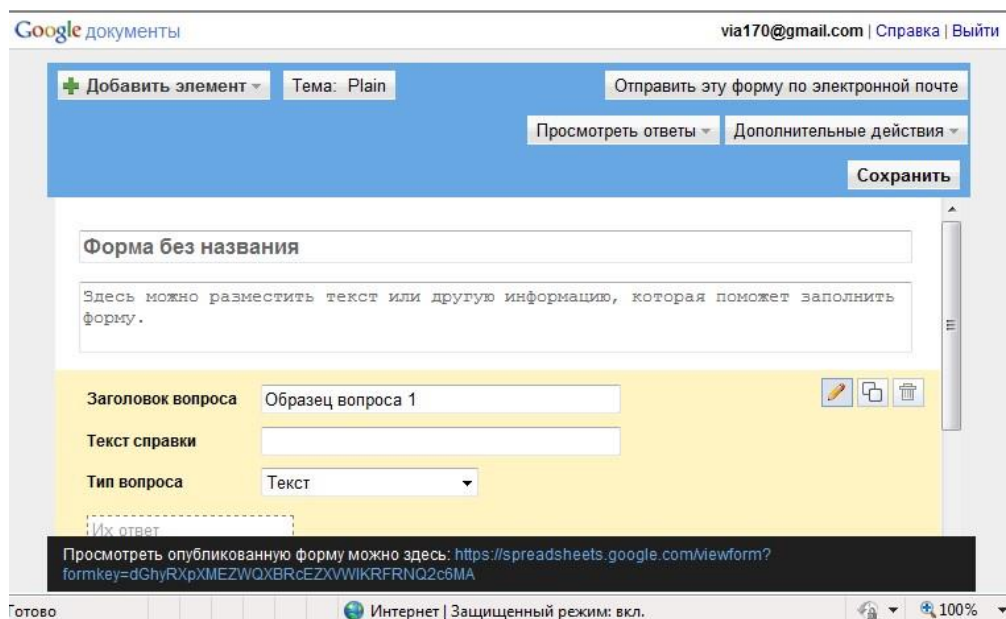 Google документы
via170@gmail.com | Справка | Выйти
Добавить элемент
Тема: Plain
Отправить эту форму по электронной почте
Просмотреть ответы
Дополнительные действия
Сохранить
Форма без названия
Здесь можно разместить текст или другую информацию, которая поможет заполнить
форму.
Заголовок вопроса
Образец вопроса 1
Текст справки
Тип вопроса
Текст
Их ответ
Просмотреть опубликованную форму можно здесь: https://spreadsheets.google.com/viewform?
formkey=dGhyRXpXMEZWQXBRcEZXVWlKRFRNQ2c6MA
Готово
Интернет | Защищенный режим: вкл.
100%